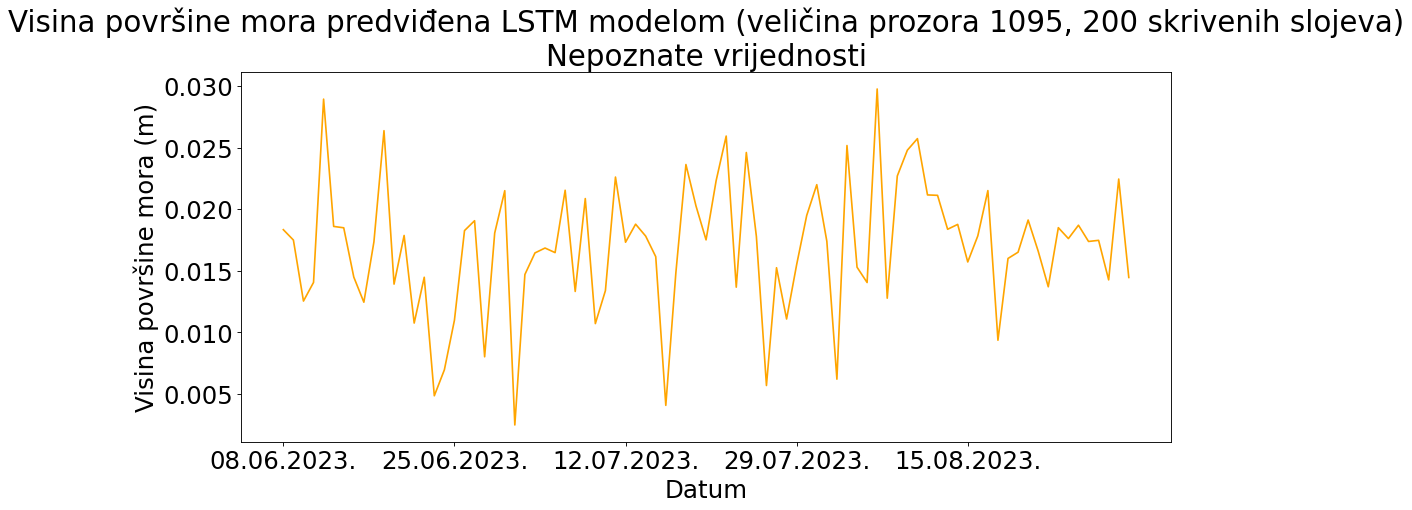 Visina površine mora predviđena LSTM modelom (veličina prozora 1095, 200 skrivenih slojeva)
Nepoznate vrijednosti
Visina površine mora (m)
0.030
0.025
0.020
0.015
0.010
0.005
08.06.2023. 25.06.2023. 12.07.2023. 29.07.2023. 15.08.2023.
Datum